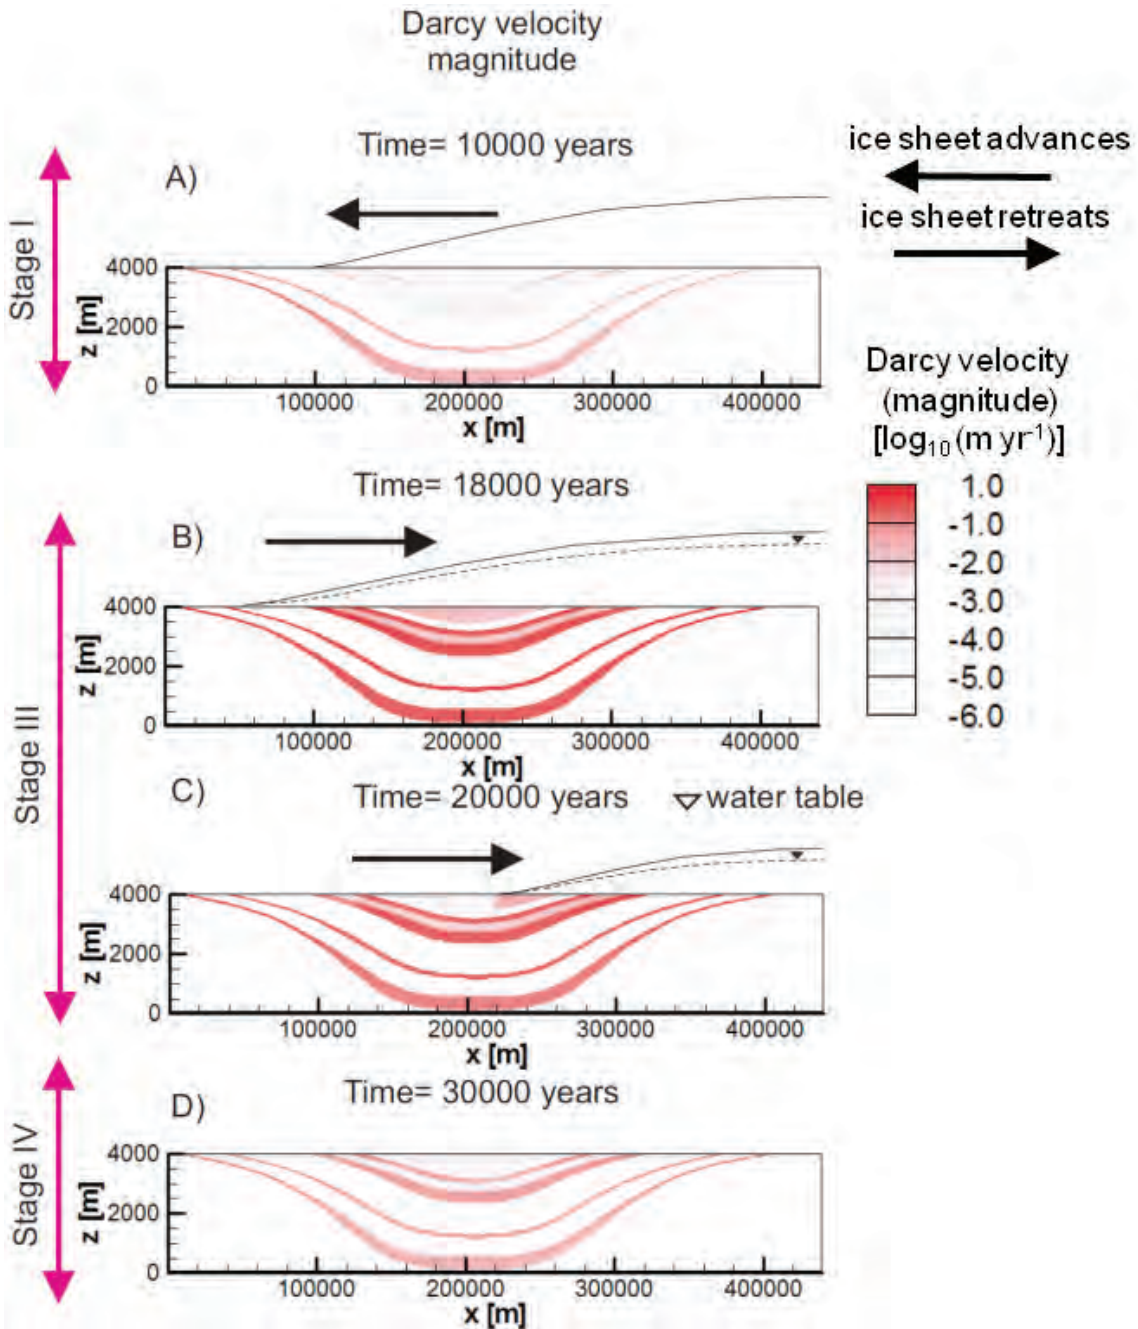 Darcy velocity
magnitude
Time= 10000 years
A)
ice sheet advances
ice sheet retreats
Stage I
z [m]
4000
2000
0
100000 200000 300000 400000
x [m]
Darcy velocity
(magnitude)
[log₁₀ (m yr⁻¹)]
1.0
-1.0
-2.0
-3.0
-4.0
-5.0
-6.0
Time= 18000 years
B)
Stage III
z [m]
4000
2000
0
100000 200000 300000 400000
x [m]
C)
Time= 20000 years
water table
z [m]
4000
2000
0
100000 200000 300000 400000
x [m]
Time= 30000 years
D)
Stage IV
z [m]
4000
2000
0
100000 200000 300000 400000
x [m]